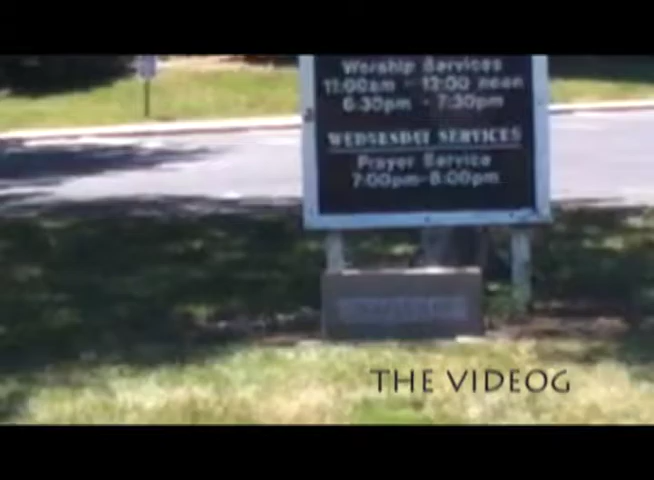 Worship Services
11:00am - 12:00 noon
6:30pm - 7:30pm
WEDNESDAY SERVICES
Prayer Service
7:00pm-8:00pm
THE VIDEOG